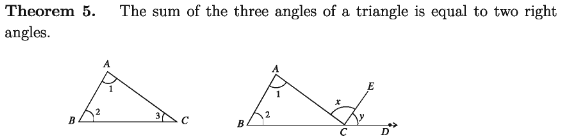 Theorem 5. The sum of the three angles of a triangle is equal to two right
angles.
A
1
2
3
B
C
A
1
2
B
x
E
y
C
D